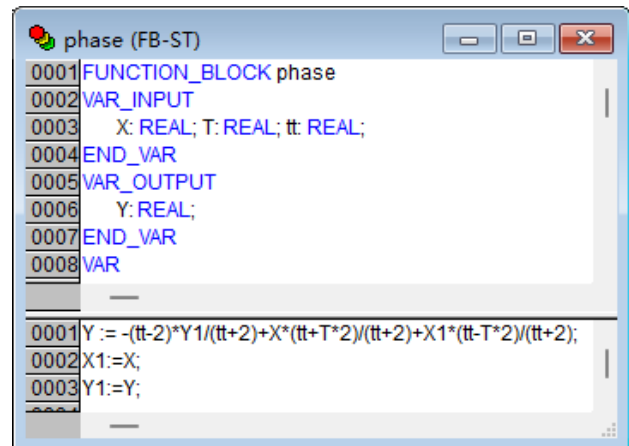 phase (FB-ST)
0001 FUNCTION_BLOCK phase
0002 VAR_INPUT
0003 X: REAL; T: REAL; tt: REAL;
0004 END_VAR
0005 VAR_OUTPUT
0006 Y: REAL;
0007 END_VAR
0008 VAR
0001 Y := -(tt-2)*Y1/(tt+2)+X*(tt+T*2)/(tt+2)+X1*(tt-T*2)/(tt+2);
0002 X1:=X;
0003 Y1:=Y;